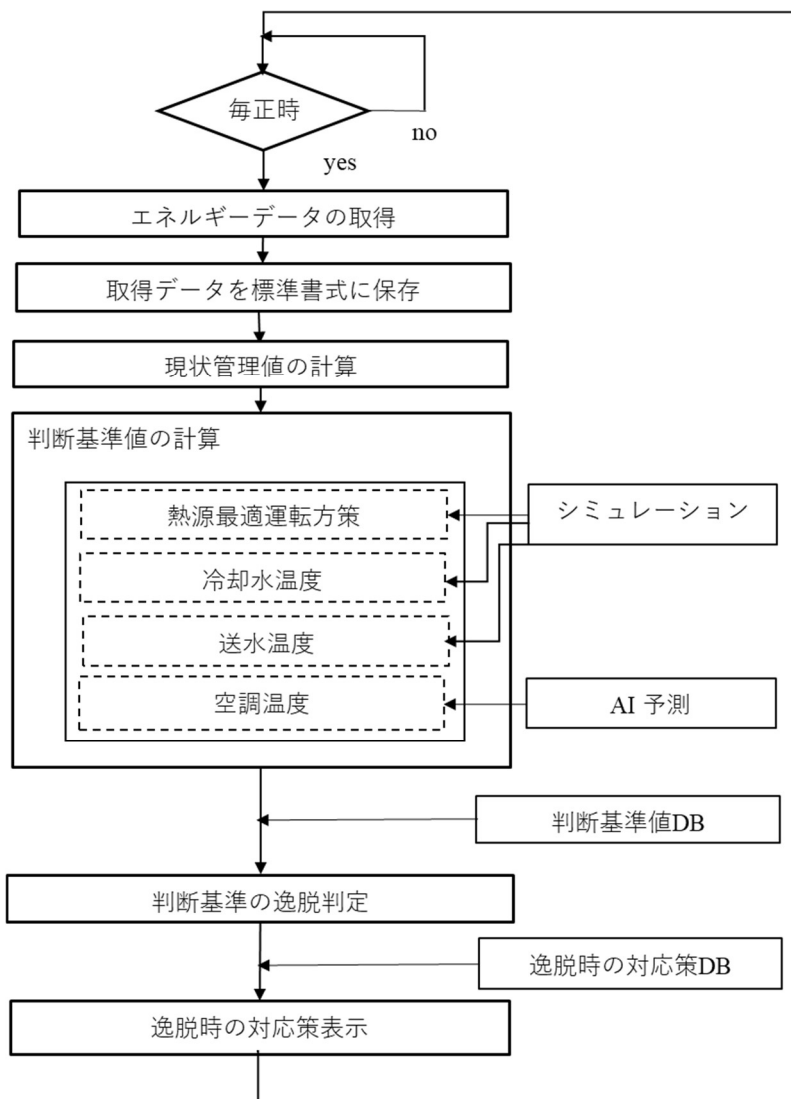 毎正時
no
yes
エネルギーデータの取得
取得データを標準書式に保存
現状管理値の計算
判断基準値の計算
熱源最適運転方策
シミュレーション
冷却水温度
送水温度
空調温度
AI 予測
判断基準値DB
判断基準の逸脱判定
逸脱時の対応策DB
逸脱時の対応策表示